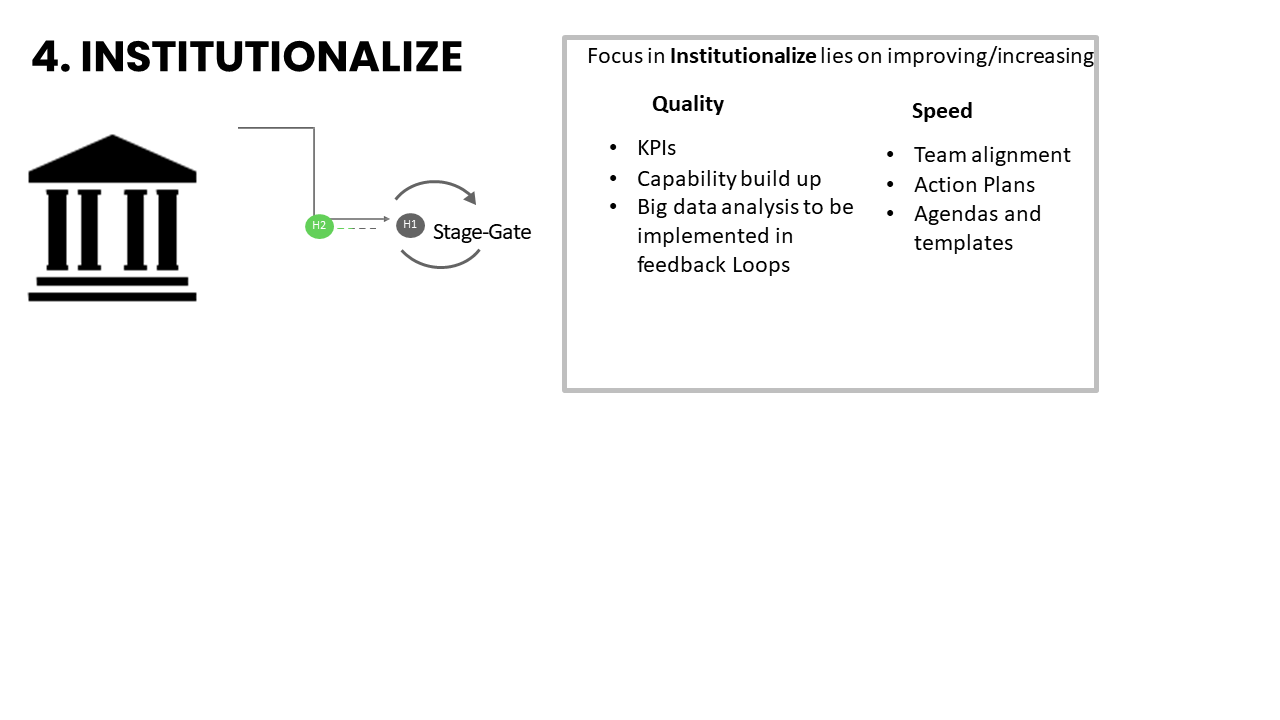 4. INSTITUTIONALIZE
H2
H1
Stage-Gate
Focus in Institutionalize lies on improving/increasing
Quality
• KPIs
• Capability build up
• Big data analysis to be
implemented in
feedback Loops
Speed
• Team alignment
• Action Plans
• Agendas and
templates